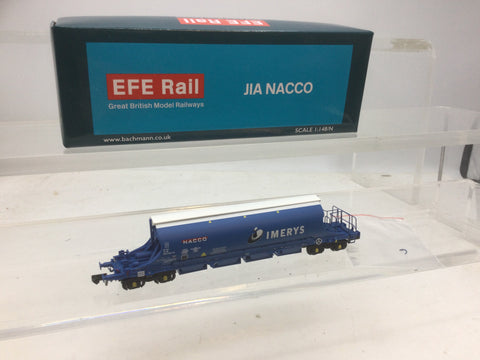 EFE Rail
EFE Rail
Great British Model Railways
JIA NACCO
www.bachmann.co.uk
SCALE 1:148/N
NACCO
IMERYS